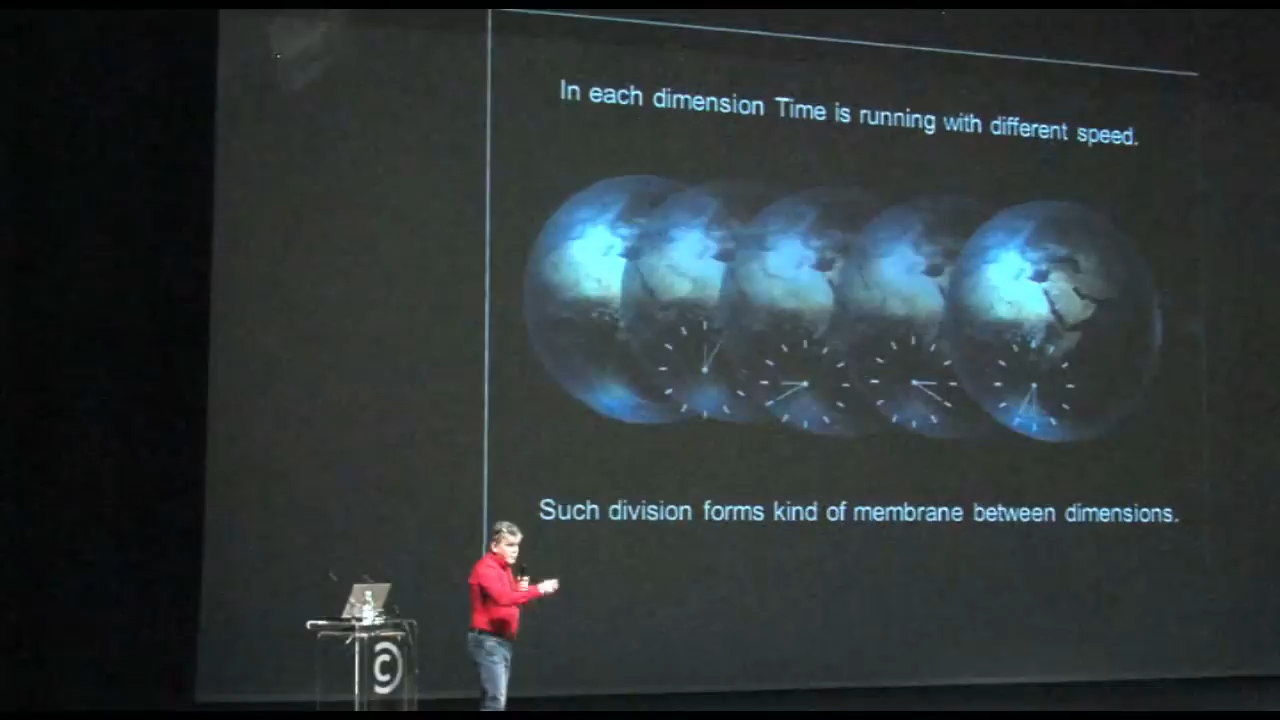 In each dimension Time is running with different speed.
Such division forms kind of membrane between dimensions.
©